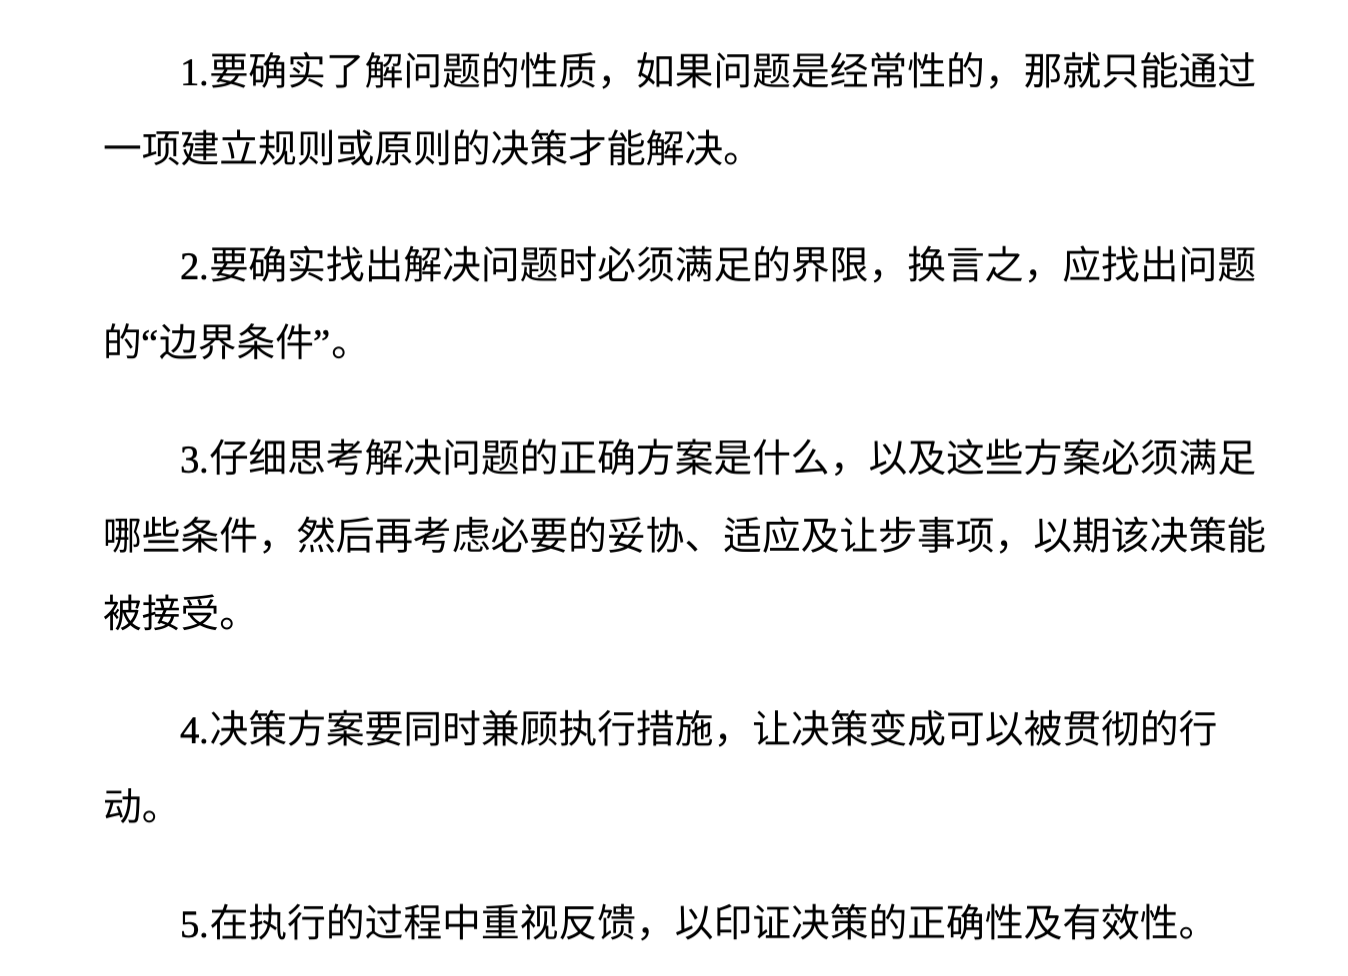 1.要确实了解问题的性质，如果问题是经常性的，那就只能通过
一项建立规则或原则的决策才能解决。
2.要确实找出解决问题时必须满足的界限，换言之，应找出问题
的“边界条件”。
3.仔细思考解决问题的正确方案是什么，以及这些方案必须满足
哪些条件，然后再考虑必要的妥协、适应及让步事项，以期该决策能
被接受。
4.决策方案要同时兼顾执行措施，让决策变成可以被贯彻的行
动。
5.在执行的过程中重视反馈，以印证决策的正确性及有效性。